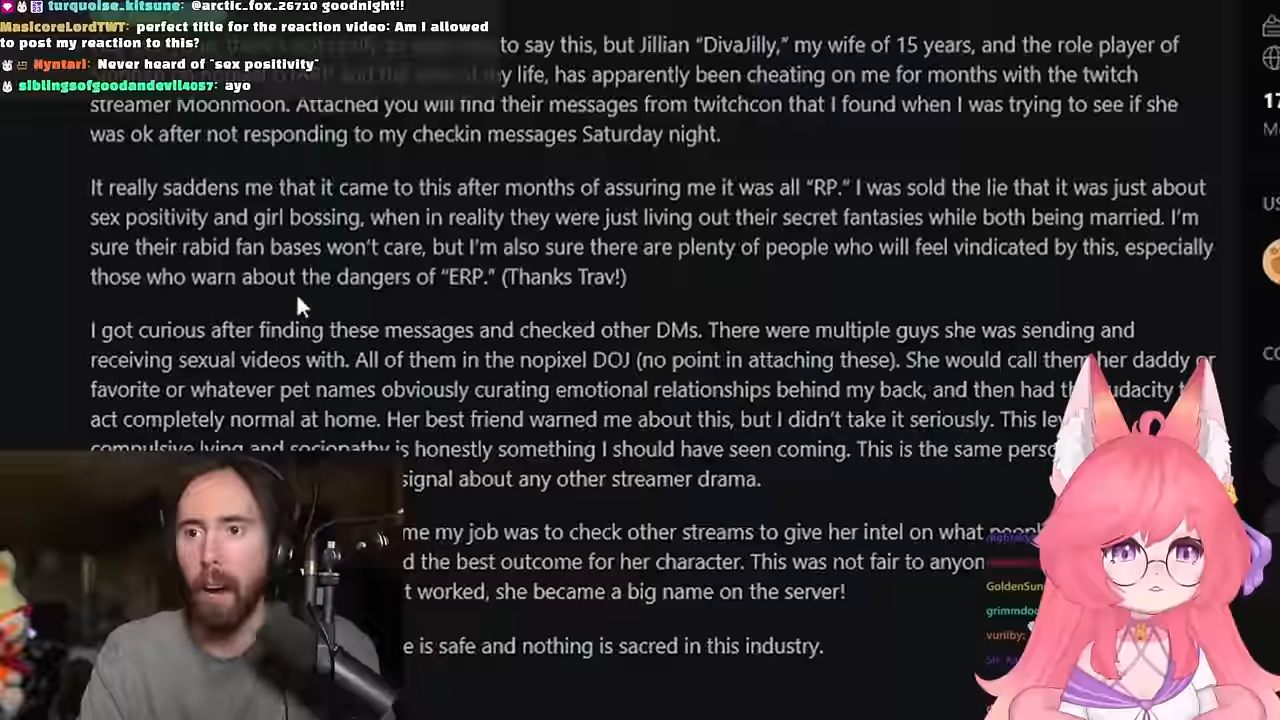 turquoise_kitsune: @arctic_fox_26710 goodnight!!
MasicoreLordTWT: perfect title for the reaction video: Am I allowed
to post my reaction to this?
Nyntarl: Never heard of "sex positivity"
siblingsofgoodandevil4057: ayo
to say this, but Jillian “DivaJilly,” my wife of 15 years, and the role player of
my life, has apparently been cheating on me for months with the twitch
streamer Moonmoon. Attached you will find their messages from twitchcon that I found when I was trying to see if she
was ok after not responding to my checkin messages Saturday night.
It really saddens me that it came to this after months of assuring me it was all “RP.” I was sold the lie that it was just about
sex positivity and girl bossing, when in reality they were just living out their secret fantasies while both being married. I’m
sure their rabid fan bases won’t care, but I’m also sure there are plenty of people who will feel vindicated by this, especially
those who warn about the dangers of “ERP.” (Thanks Trav!)
I got curious after finding these messages and checked other DMs. There were multiple guys she was sending and
receiving sexual videos with. All of them in the nopixel DOJ (no point in attaching these). She would call them her daddy or
favorite or whatever pet names obviously curating emotional relationships behind my back, and then had the audacity t
act completely normal at home. Her best friend warned me about this, but I didn’t take it seriously. This le
compulsive lying and sociopathy is honestly something I should have seen coming. This is the same perso
signal about any other streamer drama.
me my job was to check other streams to give her intel on what peopl
d the best outcome for her character. This was not fair to anyon
t worked, she became a big name on the server!
e is safe and nothing is sacred in this industry.
17
M
US
CO
nightsky
GoldenSun
grimmdo
vuriiby: